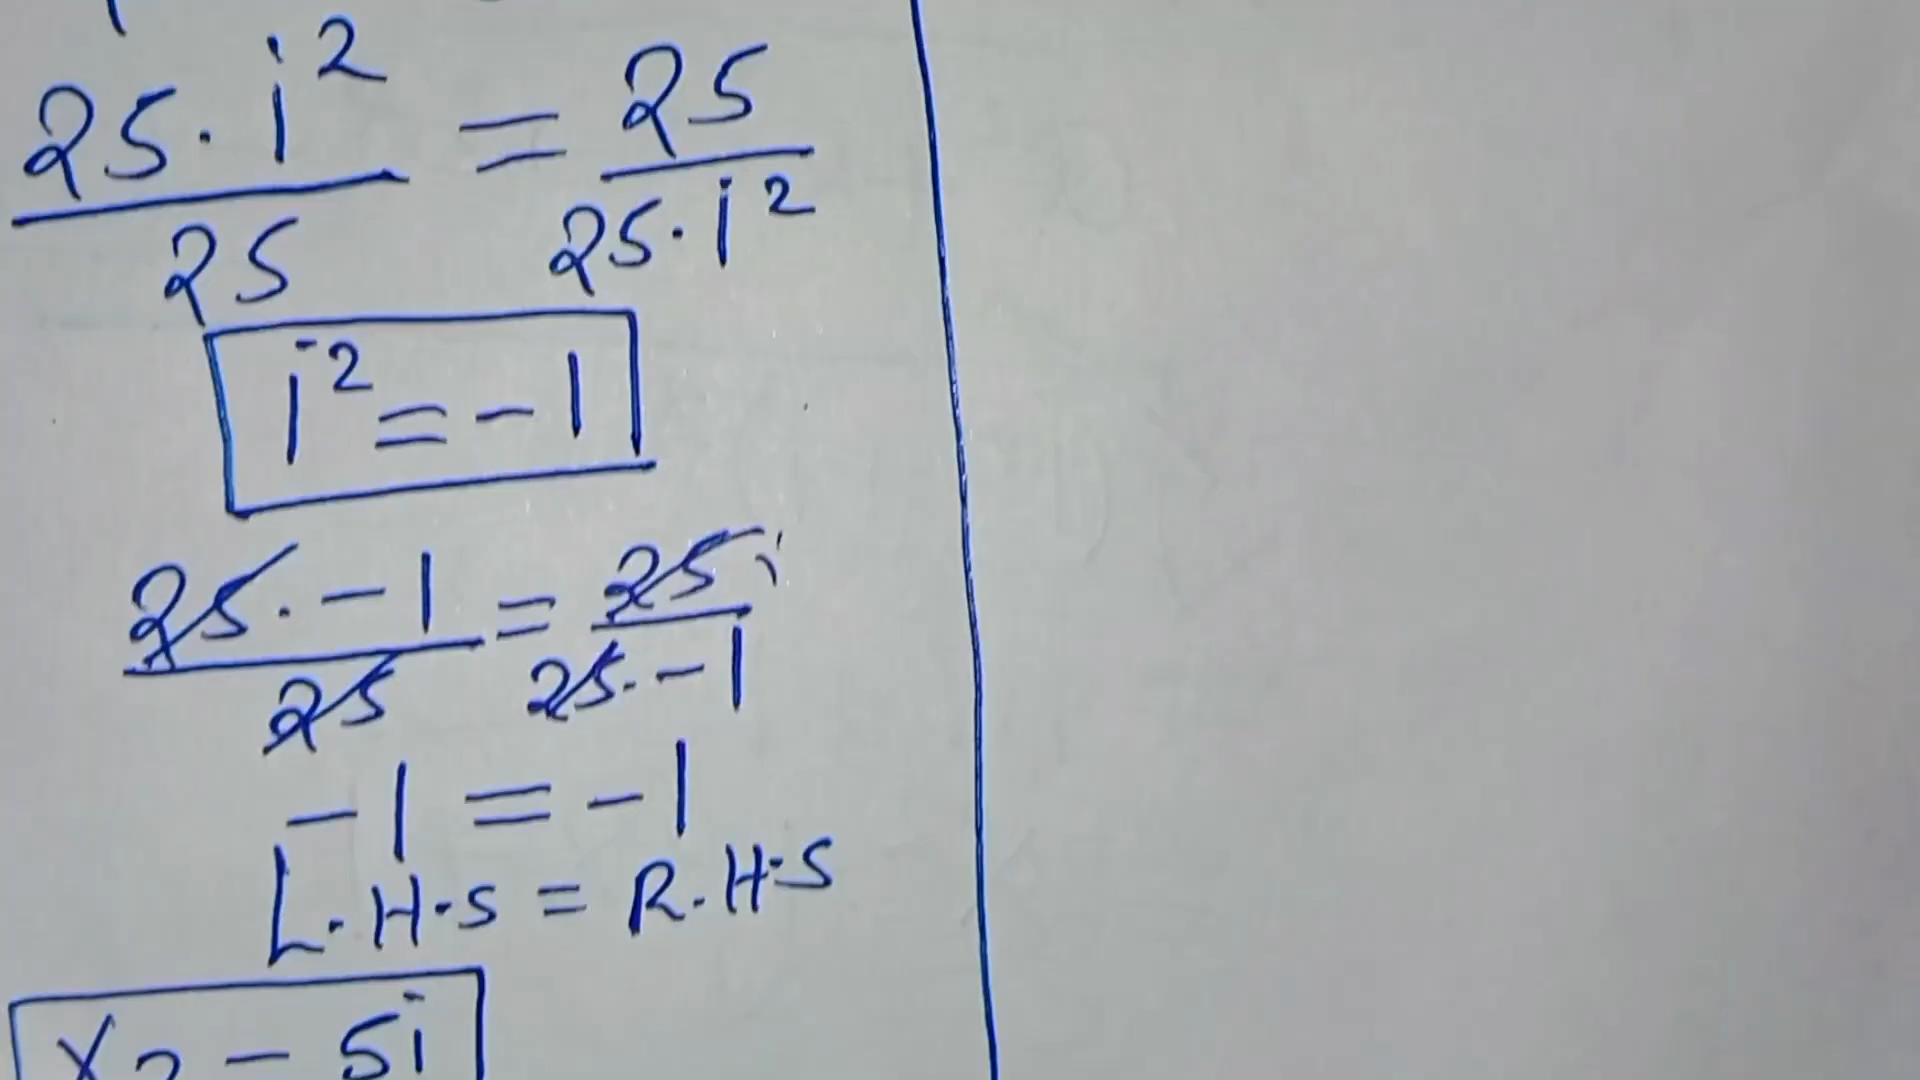 25 · i² / 25 = 25 / 25 · i²
i² = -1
25 · -1 / 25 = 25 / 25 · -1
-1 = -1
L.H.S = R.H.S
X₂ = 5i